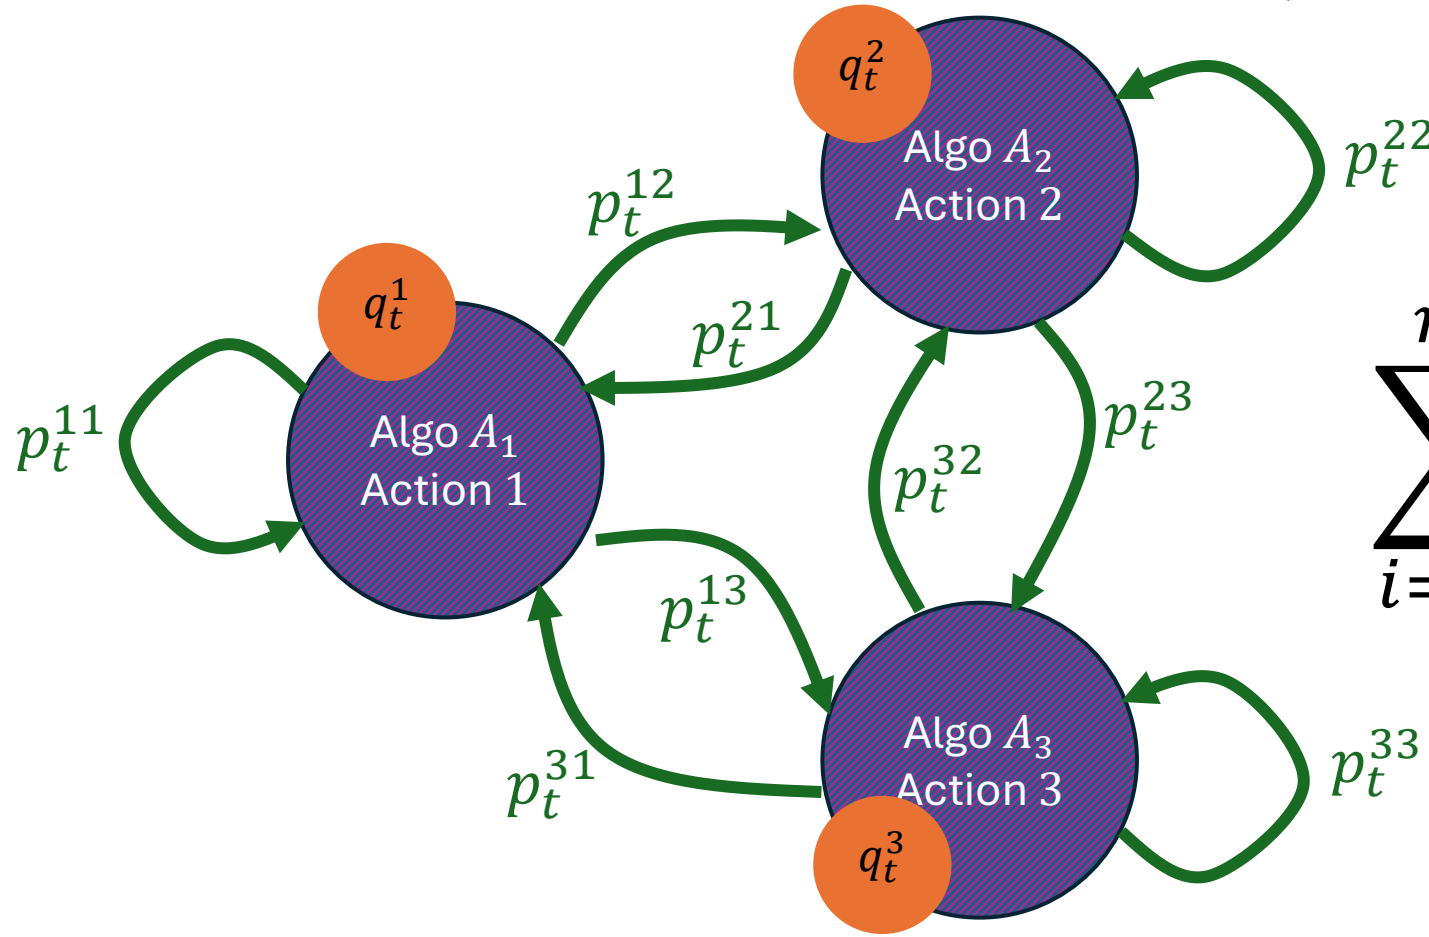 q_t^2
Algo A_2
Action 2
p_t^22
p_t^12
q_t^1
p_t^21
p_t^11
Algo A_1
Action 1
p_t^23
p_t^32
∑
i=
p_t^13
p_t^31
Algo A_3
Action 3
p_t^33
q_t^3